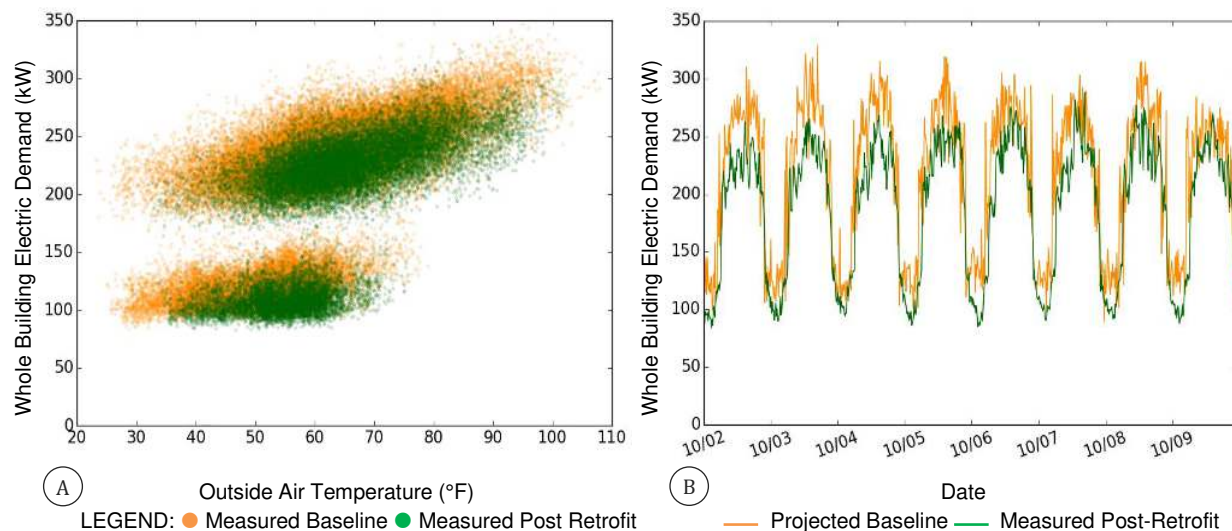 Whole Building Electric Demand (kW)
350
300
250
200
150
100
50
0
20 30 40 50 60 70 80 90 100 110
A
Outside Air Temperature (°F)
LEGEND: Measured Baseline Measured Post Retrofit
Whole Building Electric Demand (kW)
350
300
250
200
150
100
50
0
10/02 10/03 10/04 10/05 10/06 10/07 10/08 10/09
B
Date
Projected Baseline Measured Post-Retrofit